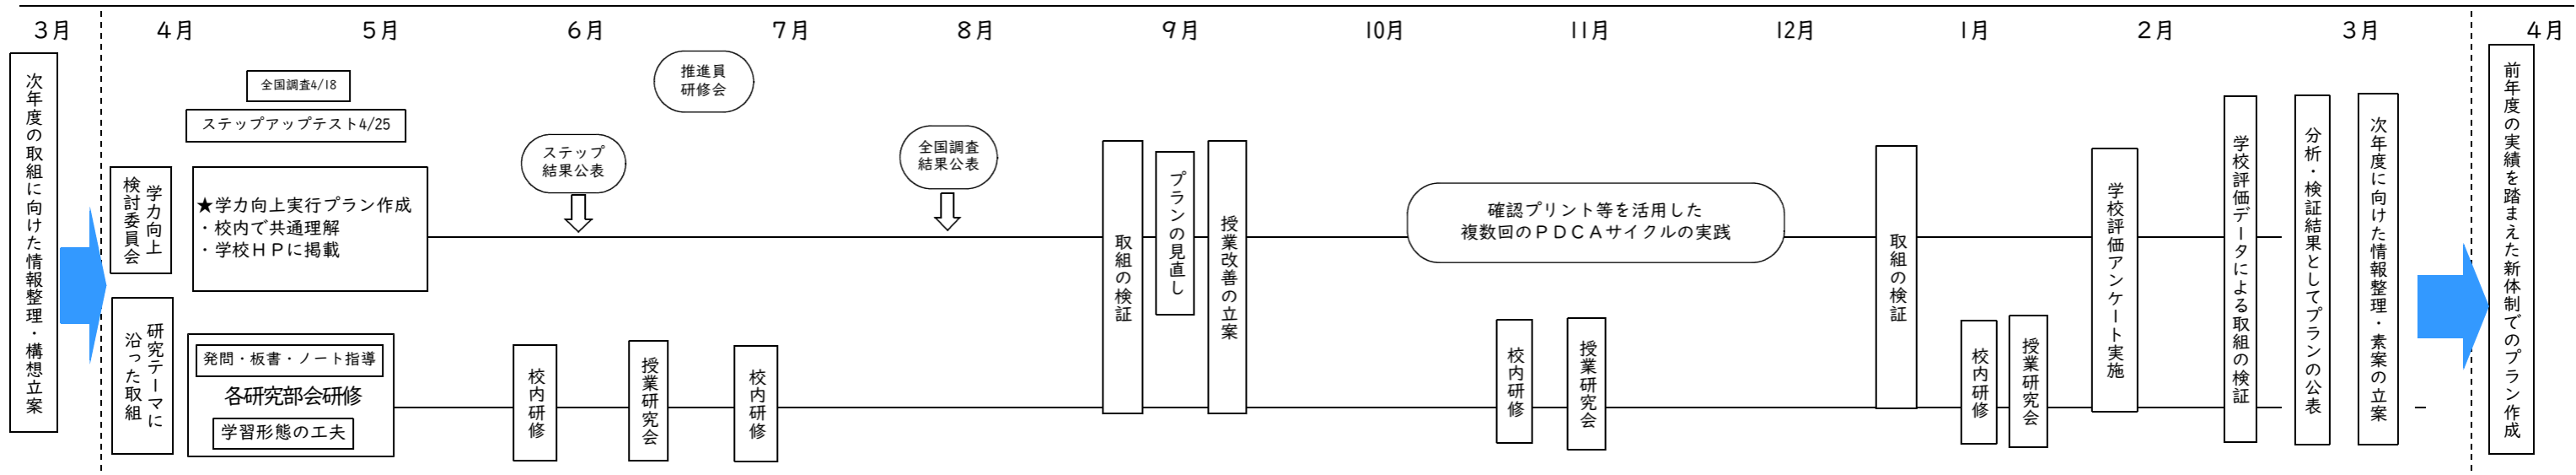 ３月
４月
５月
６月
７月
８月
９月
10月
11月
12月
1月
２月
３月
４月
次年度の取組に向けた情報整理・構想立案
全国調査4/18
ステップアップテスト4/25
学力向上
検討委員会
★学力向上実行プラン作成
・校内で共通理解
・学校ＨＰに掲載
研究テーマに
沿った取組
発問・板書・ノート指導
各研究部会研修
学習形態の工夫
ステップ
結果公表
推進員
研修会
校内研修
授業研究会
校内研修
全国調査
結果公表
取組の検証
プランの見直し
授業改善の立案
確認プリント等を活用した
複数回のＰＤＣＡサイクルの実践
校内研修
授業研究会
取組の検証
校内研修
授業研究会
学校評価アンケート実施
学校評価データによる取組の検証
分析・検証結果としてプランの公表
次年度に向けた情報整理・素案の立案
前年度の実績を踏まえた新体制でのプラン作成